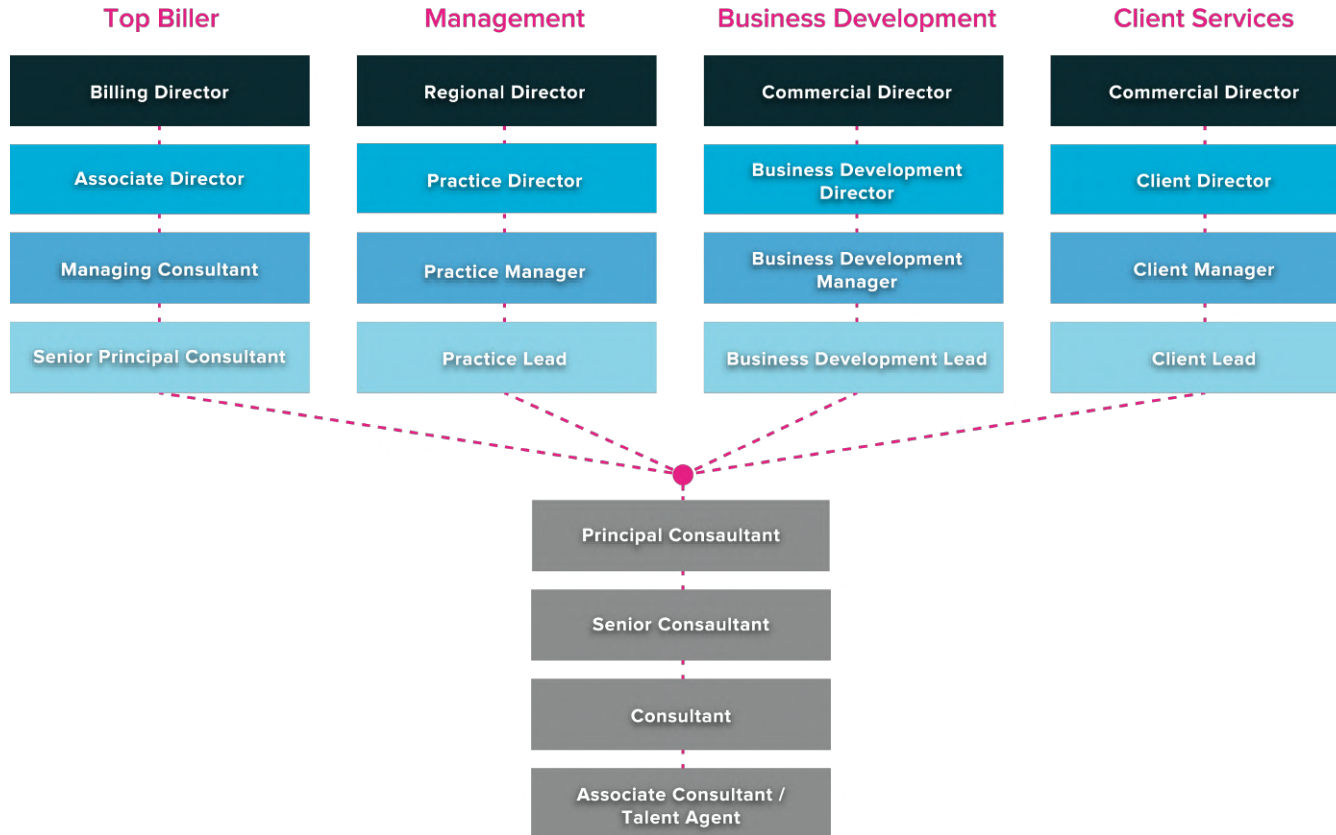 Top Biller
Management
Business Development
Client Services
Billing Director
Regional Director
Commercial Director
Commercial Director
Associate Director
Practice Director
Business Development
Director
Client Director
Managing Consultant
Practice Manager
Business Development
Manager
Client Manager
Senior Principal Consultant
Practice Lead
Business Development Lead
Client Lead
Principal Consaultant
Senior Consaultant
Consultant
Associate Consultant /
Talent Agent